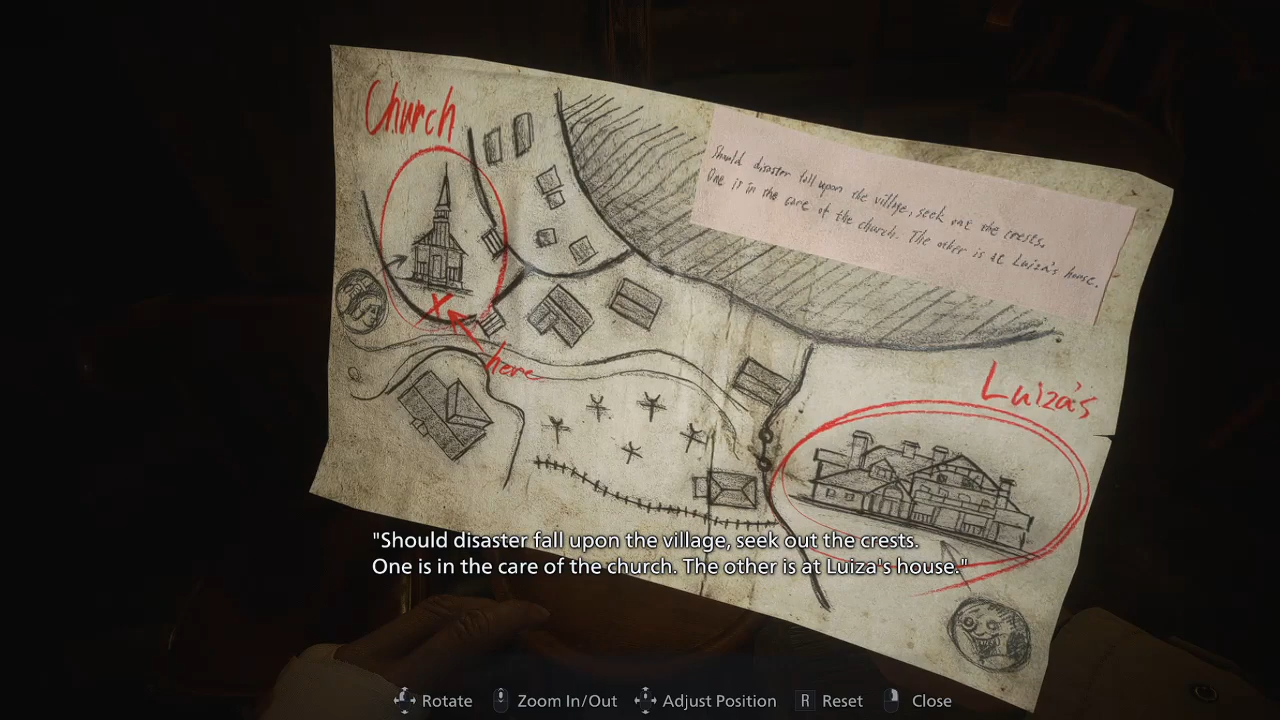 Church
Should disaster fall upon the village, seek out the crests.
One is in the care of the church. The other is at Luiza's house.
X
here
Luiza's
"Should disaster fall upon the village, seek out the crests.
One is in the care of the church. The other is at Luiza's house."
Rotate Zoom In/Out Adjust Position R Reset Close